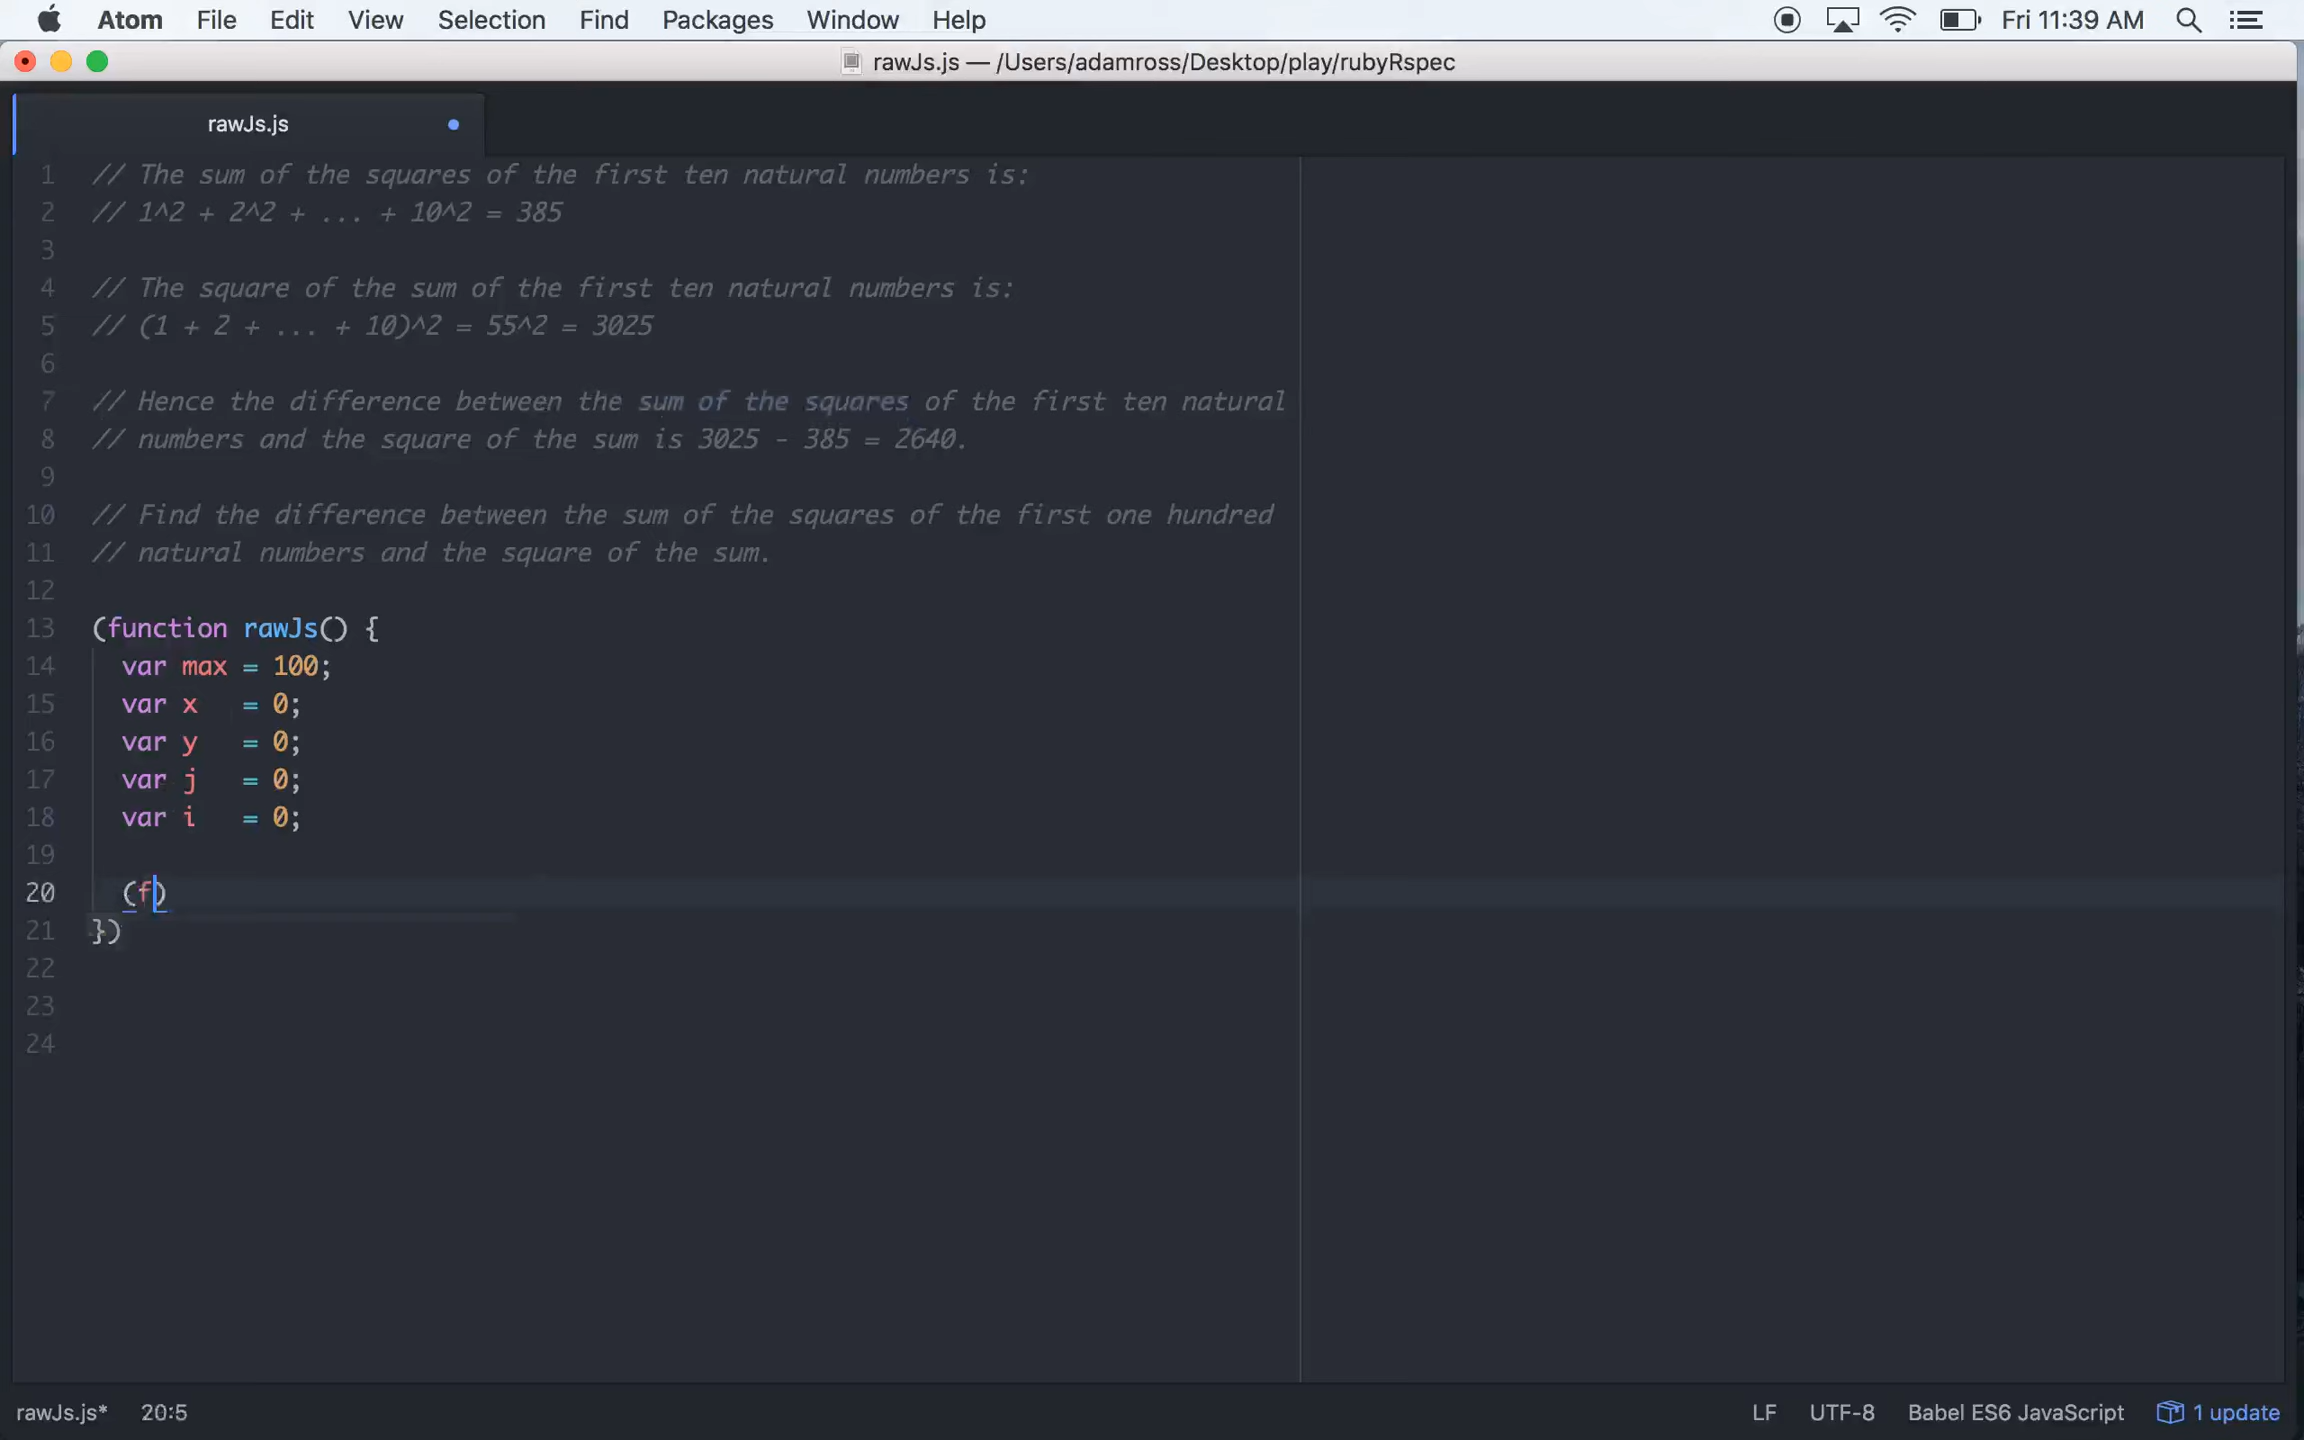 Atom File Edit View Selection Find Packages Window Help Fri 11:39 AM
rawJs.js — /Users/adamross/Desktop/play/rubyRspec
rawJs.js
1 // The sum of the squares of the first ten natural numbers is:
2 // 1^2 + 2^2 + ... + 10^2 = 385
3
4 // The square of the sum of the first ten natural numbers is:
5 // (1 + 2 + ... + 10)^2 = 55^2 = 3025
6
7 // Hence the difference between the sum of the squares of the first ten natural
8 // numbers and the square of the sum is 3025 - 385 = 2640.
9
10 // Find the difference between the sum of the squares of the first one hundred
11 // natural numbers and the square of the sum.
12
13 (function rawJs() {
14 var max = 100;
15 var x = 0;
16 var y = 0;
17 var j = 0;
18 var i = 0;
19
20 (f)
21 })
22
23
24
rawJs.js* 20:5 LF UTF-8 Babel ES6 JavaScript 1 update